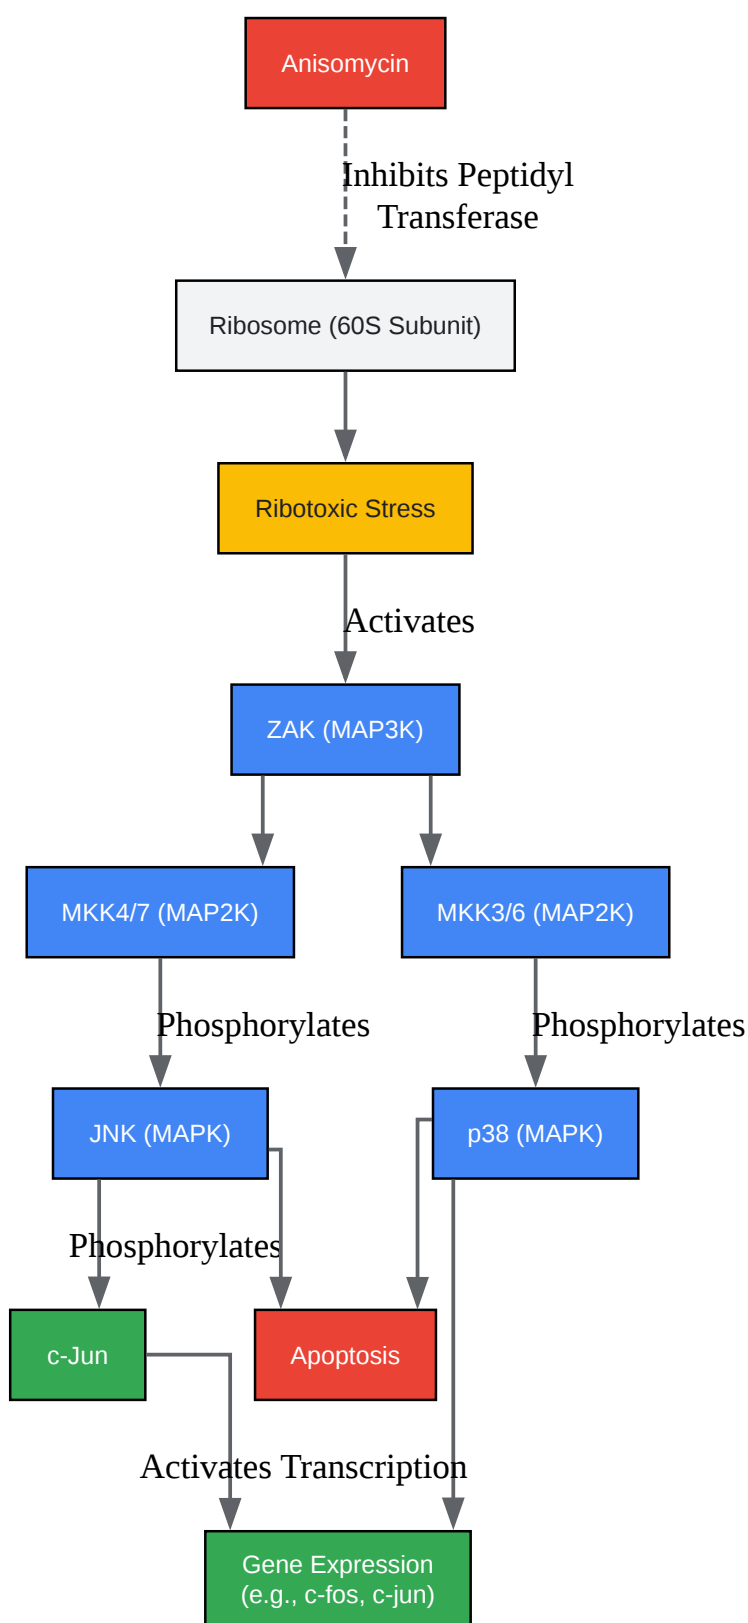 Anisomycin
Inhibits Peptidyl
Transferase
Ribosome (60S Subunit)
Ribotoxic Stress
Activates
ZAK (MAP3K)
MKK4/7 (MAP2K)
MKK3/6 (MAP2K)
Phosphorylates
Phosphorylates
JNK (MAPK)
p38 (MAPK)
Phosphorylates
c-Jun
Apoptosis
Activates Transcription
Gene Expression
(e.g., c-fos, c-jun)